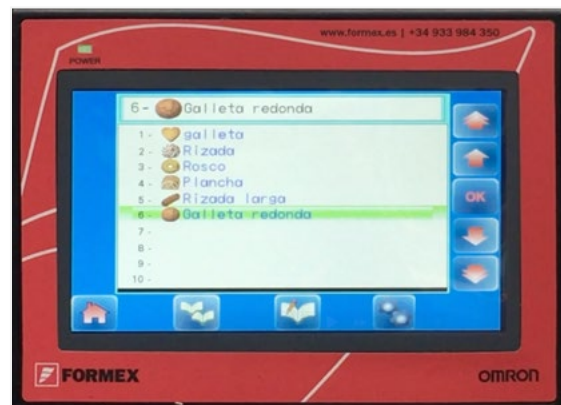 www.formex.es | +34 933 984 350
POWER
6- Galleta redonda
1- galleta
2- Rizada
3- Rosco
4- Plancha
5- Rizada larga
6- Galleta redonda
7-
8-
9-
10-
OK
FORMEX
OMRON